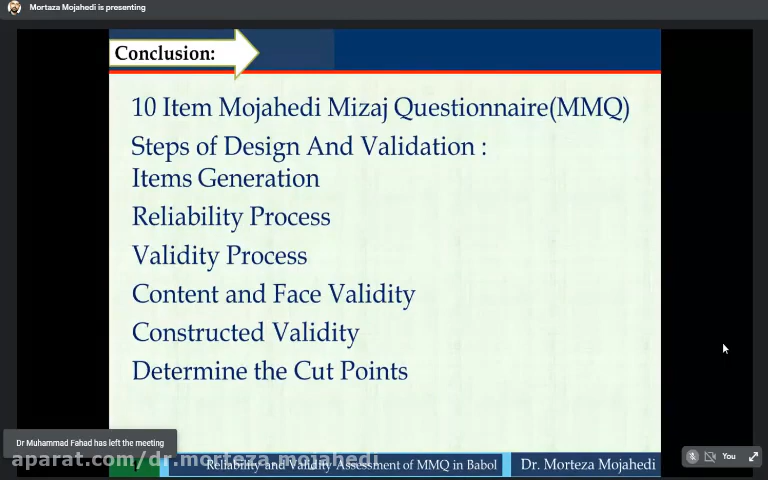 Mortaza Mojahedi is presenting
Conclusion:
10 Item Mojahedi Mizaj Questionnaire(MMQ)
Steps of Design And Validation :
Items Generation
Reliability Process
Validity Process
Content and Face Validity
Constructed Validity
Determine the Cut Points
Dr Muhammad Fahad has left the meeting
You
aparat.com/dr.morteza.mojahedi
Reliability and Validity Assessment of MMQ in Babol
Dr. Morteza Mojahedi